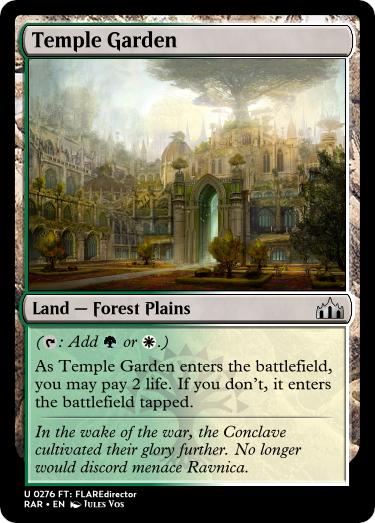 Temple Garden
Land — Forest Plains
(: Add or .)
As Temple Garden enters the battlefield,
you may pay 2 life. If you don't, it enters
the battlefield tapped.
In the wake of the war, the Conclave
cultivated their glory further. No longer
would discord menace Ravnica.
U 0276 FT: FLAREdirector
RAR • EN Jules Vos